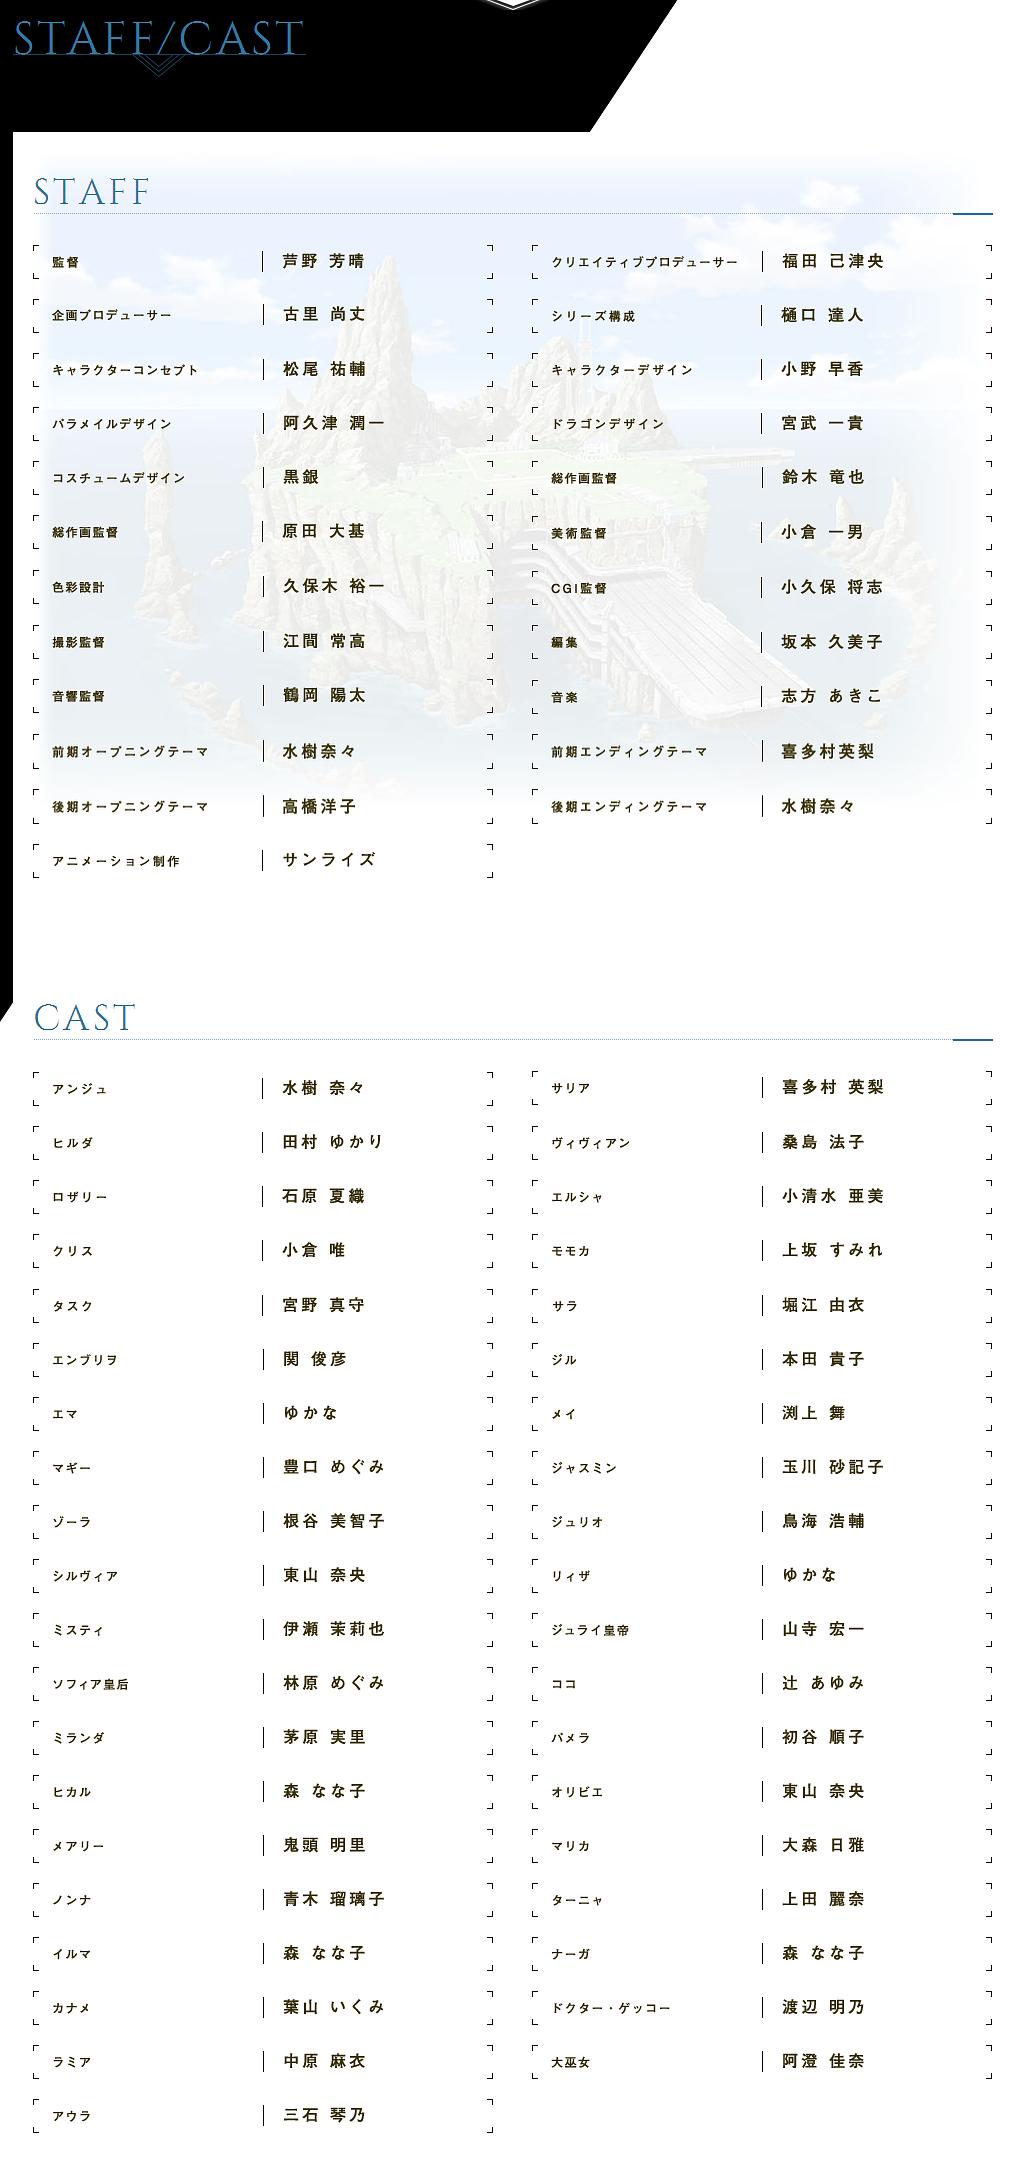 STAFF/CAST
STAFF
監督 芦野 芳晴 クリエイティブプロデューサー 福田 己津央
企画プロデューサー 古里 尚丈 シリーズ構成 樋口 達人
キャラクターコンセプト 松尾 祐輔 キャラクターデザイン 小野 早香
パラメイルデザイン 阿久津 潤一 ドラゴンデザイン 宮武 一貴
コスチュームデザイン 黒銀 総作画監督 鈴木 竜也
総作画監督 原田 大基 美術監督 小倉 一男
色彩設計 久保木 裕一 CGI監督 小久保 将志
撮影監督 江間 常高 編集 坂本 久美子
音響監督 鶴岡 陽太 音楽 志方 あきこ
前期オープニングテーマ 水樹奈々 前期エンディングテーマ 喜多村英梨
後期オープニングテーマ 高橋洋子 後期エンディングテーマ 水樹奈々
アニメーション制作 サンライズ
CAST
アンジュ 水樹 奈々 サリア 喜多村 英梨
ヒルダ 田村 ゆかり ヴィヴィアン 桑島 法子
ロザリー 石原 夏織 エルシャ 小清水 亜美
クリス 小倉 唯 モモカ 上坂 すみれ
タスク 宮野 真守 サラ 堀江 由衣
エンブリヲ 関 俊彦 ジル 本田 貴子
エマ ゆかな メイ 渕上 舞
マギー 豊口 めぐみ ジャスミン 玉川 砂記子
ゾーラ 根谷 美智子 ジュリオ 鳥海 浩輔
シルヴィア 東山 奈央 リィザ ゆかな
ミスティ 伊瀬 茉莉也 ジュライ皇帝 山寺 宏一
ソフィア皇后 林原 めぐみ ココ 辻 あゆみ
ミランダ 茅原 実里 パメラ 初谷 順子
ヒカル 森 なな子 オリビエ 東山 奈央
メアリー 鬼頭 明里 マリカ 大森 日雅
ノンナ 青木 瑠璃子 ターニャ 上田 麗奈
イルマ 森 なな子 ナーガ 森 なな子
カナメ 葉山 いくみ ドクター・ゲッコー 渡辺 明乃
ラミア 中原 麻衣 大巫女 阿澄 佳奈
アウラ 三石 琴乃